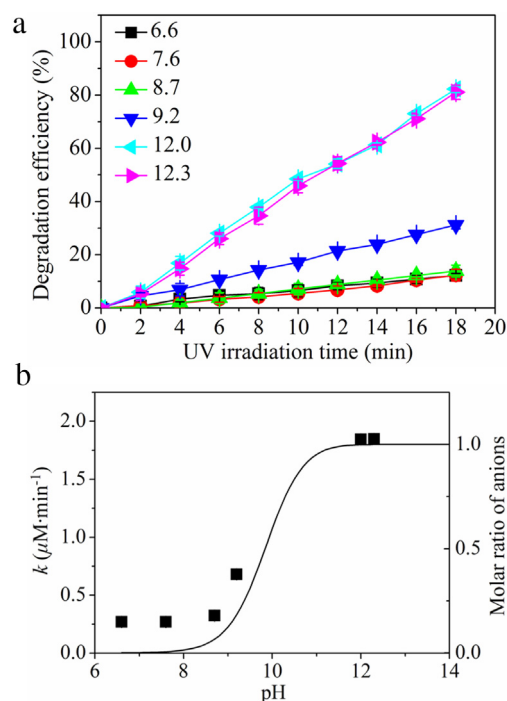 a
Degradation efficiency (%)
100
80
60
40
20
0
6.6
7.6
8.7
9.2
12.0
12.3
0 2 4 6 8 10 12 14 16 18 20
UV irradiation time (min)
b
k (μM·min⁻¹)
2.0
1.5
1.0
0.5
0.0
1.0
0.5
0.0
Molar ratio of anions
6 8 10 12 14
pH